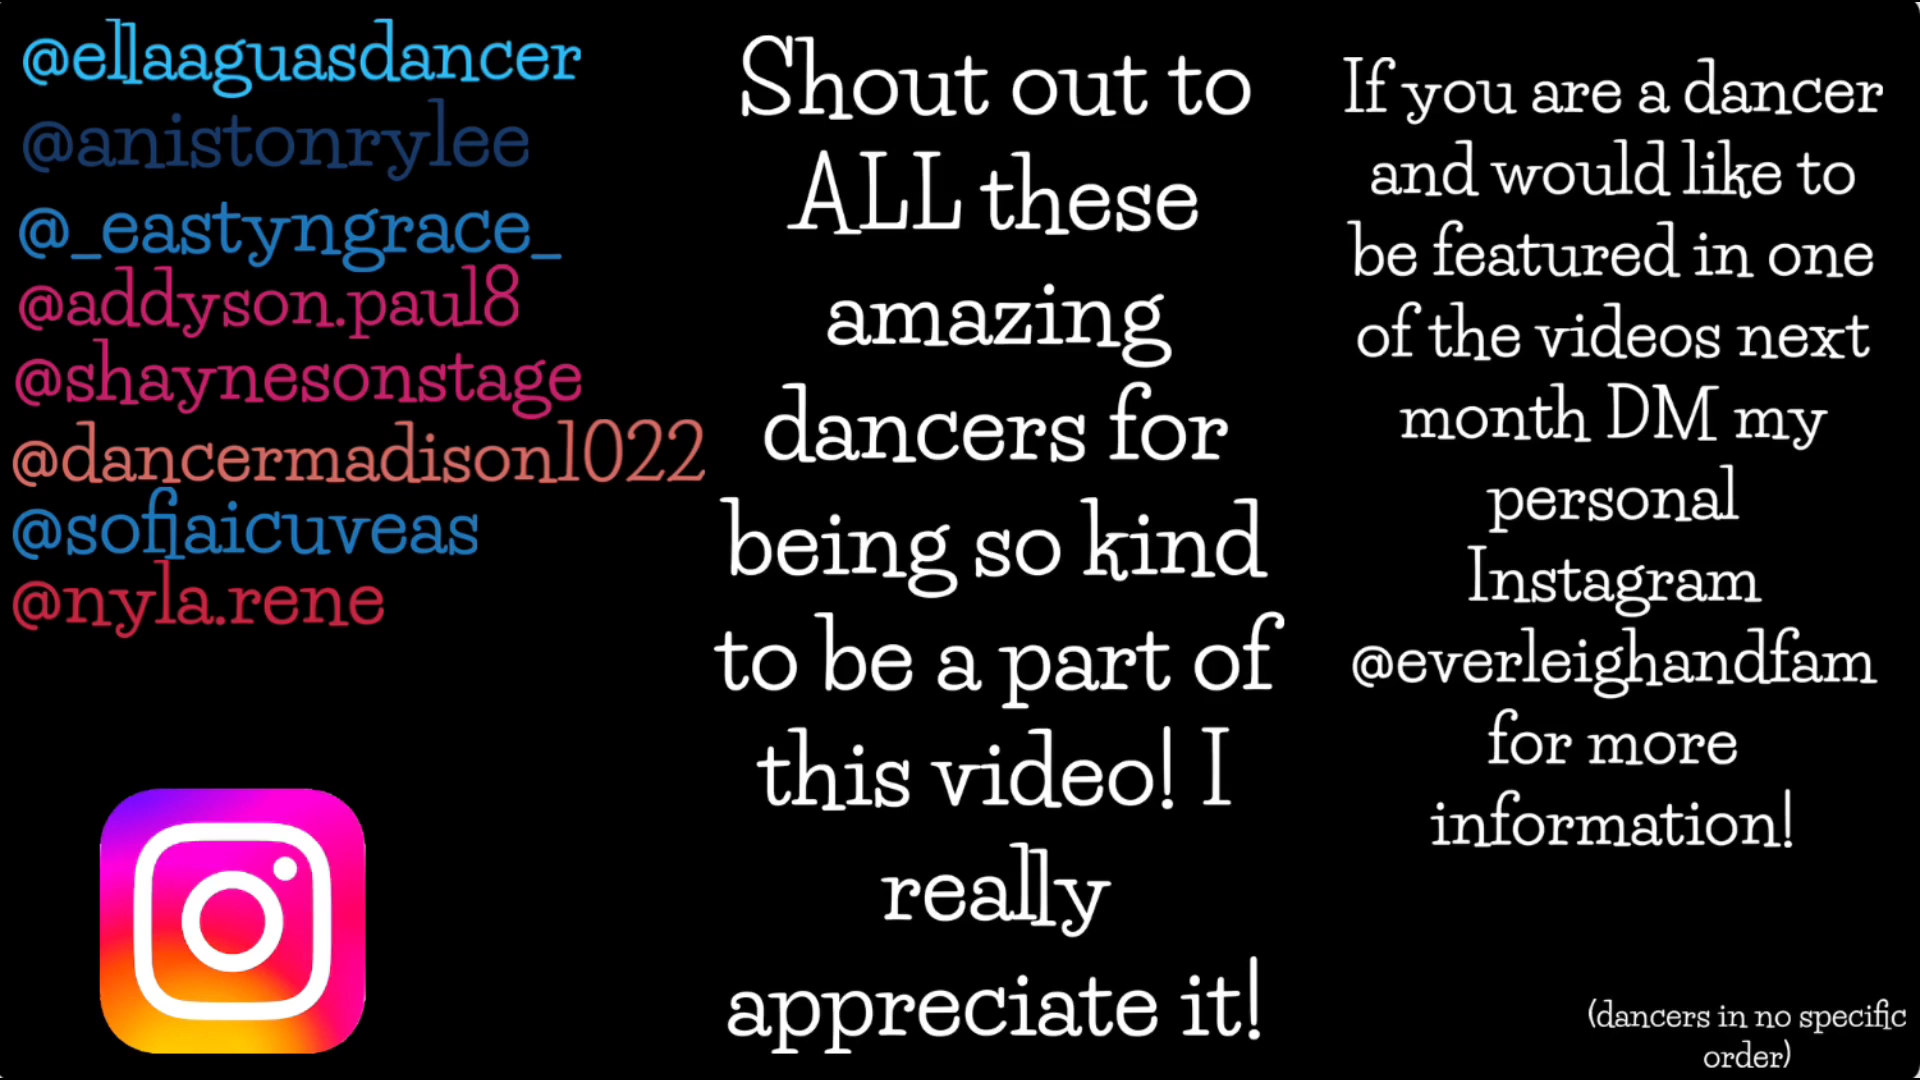 @ellaaguasdancer
@anistonrylee
@_eastyngrace_
@addyson.paul8
@shaynesonstage
@dancermadison1022
@sofiaicuveas
@nyla.rene
Shout out to
ALL these
amazing
dancers for
being so kind
to be a part of
this video! I
really
appreciate it!
If you are a dancer
and would like to
be featured in one
of the videos next
month DM my
personal
Instagram
@everleighandfam
for more
information!
(dancers in no specific
order)